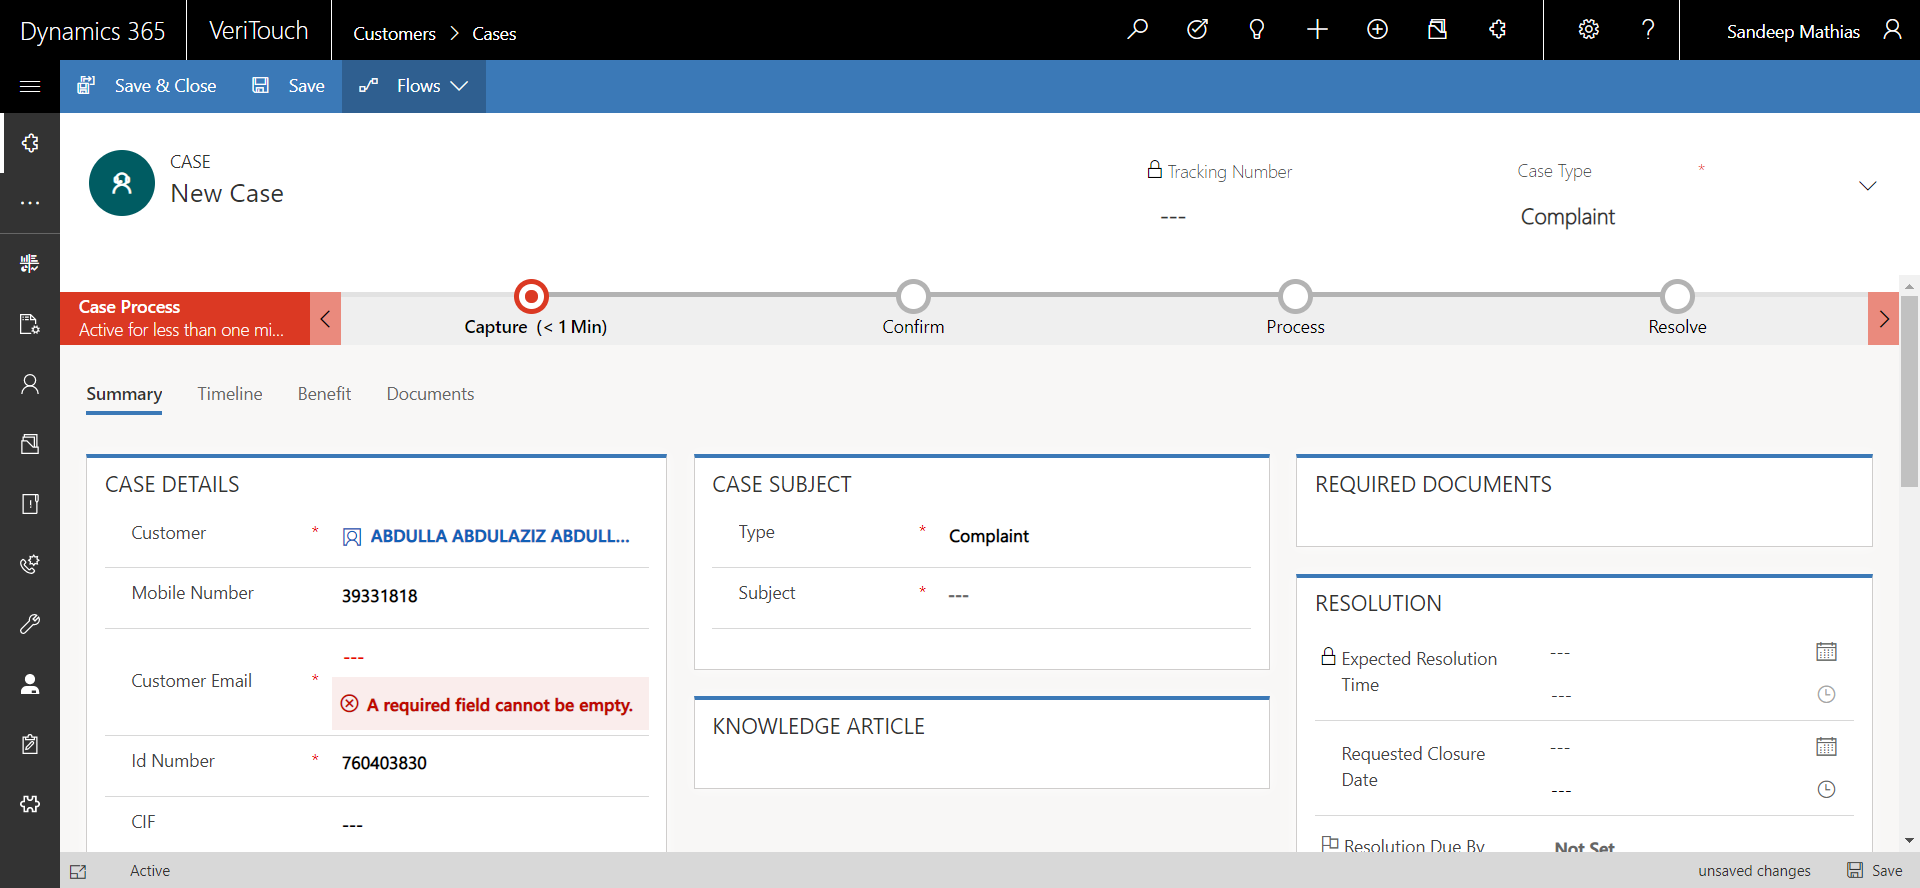 Dynamics 365
VeriTouch
Customers > Cases
Sandeep Mathias
Save & Close
Save
Flows
CASE
New Case
Tracking Number
---
Case Type *
Complaint
Case Process
Active for less than one mi...
Capture (< 1 Min)
Confirm
Process
Resolve
Summary
Timeline
Benefit
Documents
CASE DETAILS
Customer * ABDULLA ABDULAZIZ ABDULL...
Mobile Number 39331818
---
Customer Email *
A required field cannot be empty.
Id Number * 760403830
CIF ---
CASE SUBJECT
Type * Complaint
Subject * ---
KNOWLEDGE ARTICLE
REQUIRED DOCUMENTS
RESOLUTION
Expected Resolution
Time
---
---
Requested Closure
Date
---
---
Resolution Due By Not Set
Active
unsaved changes
Save